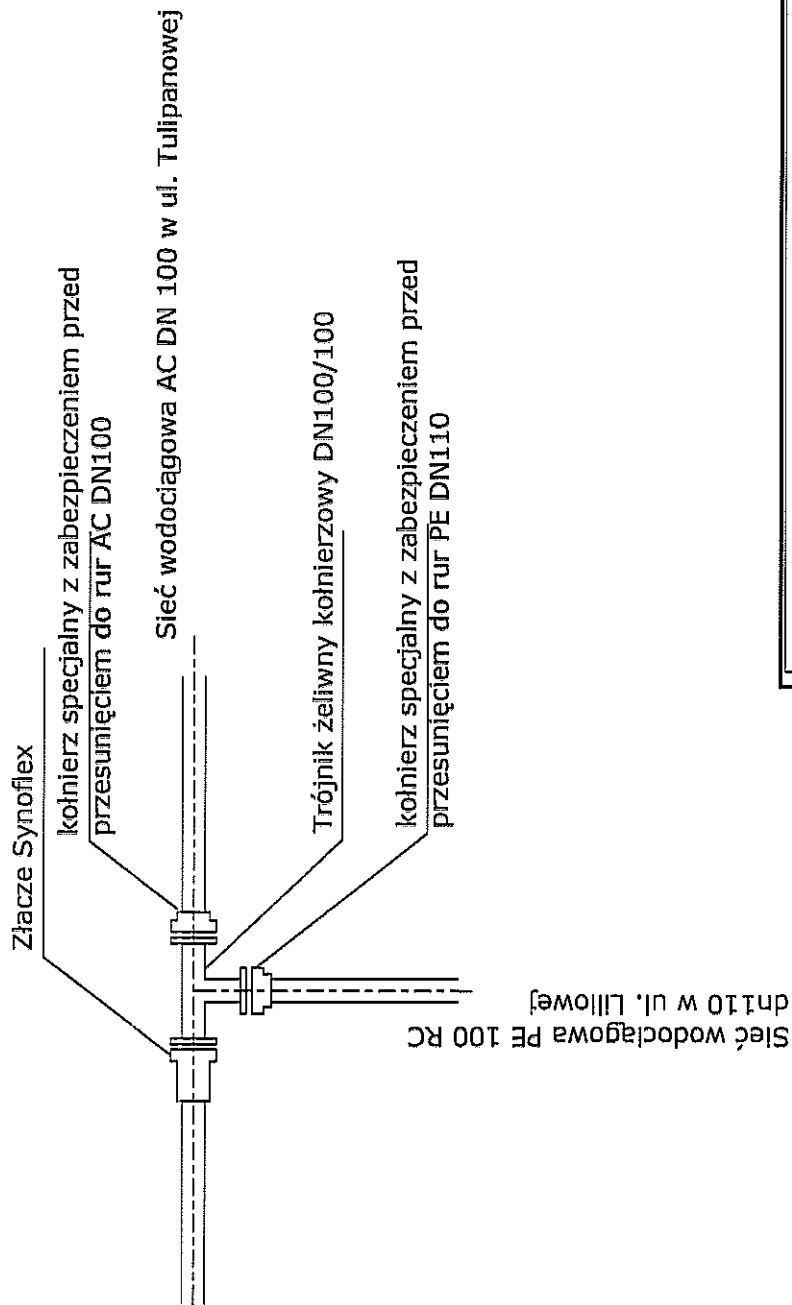 Złacze Synoflex
kołnierz specjalny z zabezpieczeniem przed
przesunięciem do rur AC DN100
Sieć wodociągowa AC DN 100 w ul. Tulipanowej
Trójnik żeliwny kołnierzowy DN100/100
kołnierz specjalny z zabezpieczeniem przed
przesunięciem do rur PE DN110
Sieć wodociągowa PE 100 RC
dn110 w ul. Liliowej